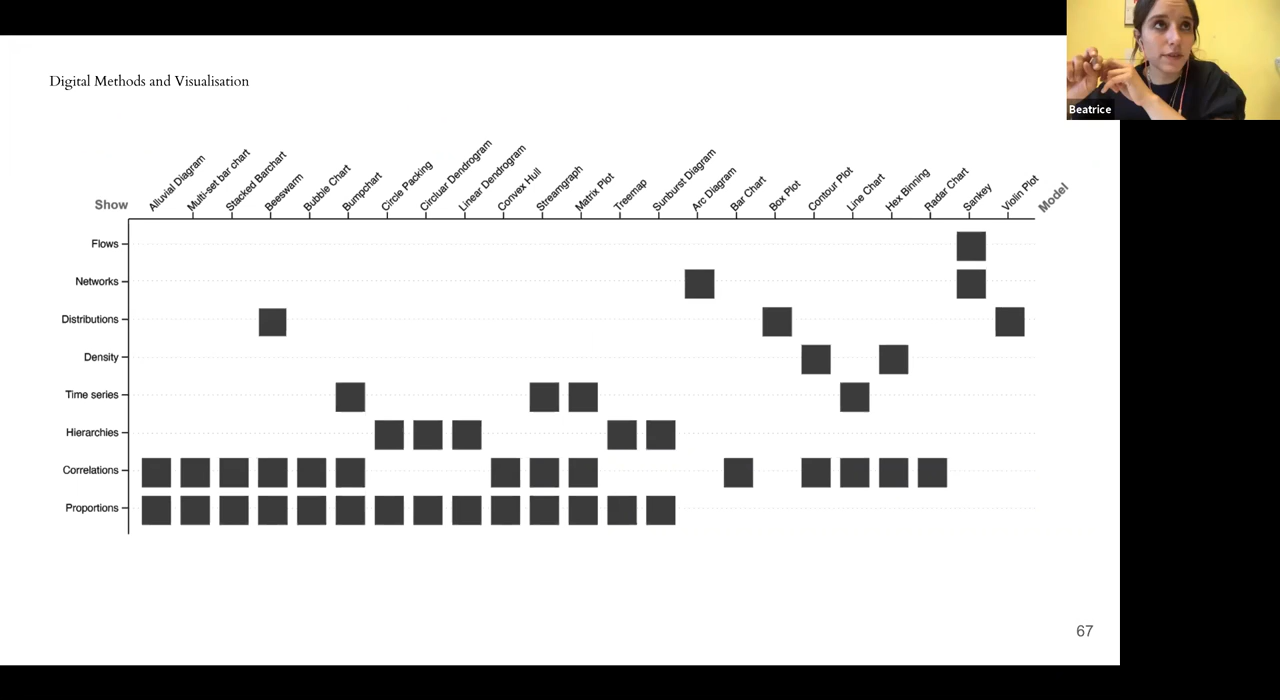 Beatrice
Digital Methods and Visualisation
Show
Alluvial Diagram
Multi-set bar chart
Stacked Barchart
Beeswarm
Bubble Chart
Bumpchart
Circle Packing
Circluar Dendrogram
Linear Dendrogram
Convex Hull
Streamgraph
Matrix Plot
Treemap
Sunburst Diagram
Arc Diagram
Bar Chart
Box Plot
Contour Plot
Line Chart
Hex Binning
Radar Chart
Sankey
Violin Plot
Model
Flows
Networks
Distributions
Density
Time series
Hierarchies
Correlations
Proportions
67